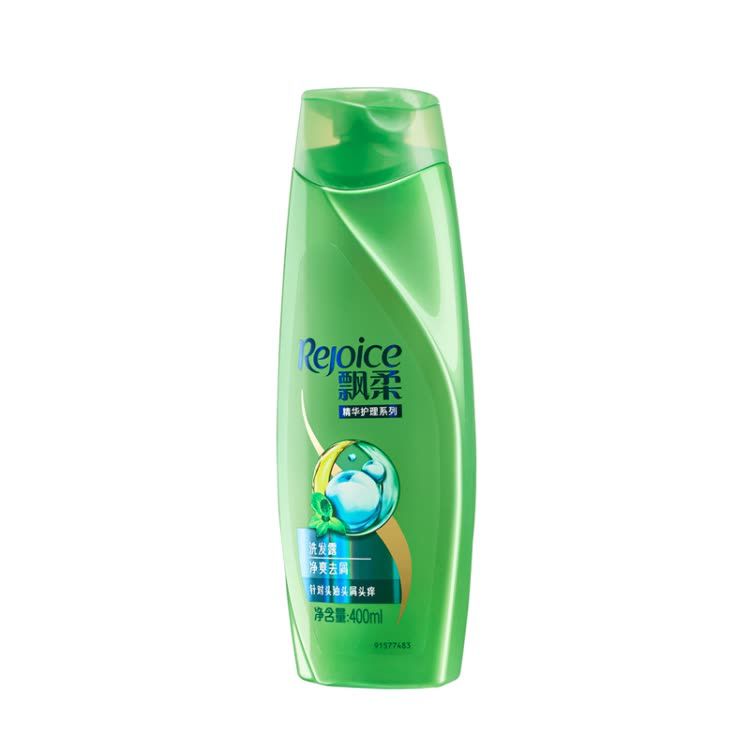 Rejoice
飘柔
精华护理系列
洗发露
净爽去屑
针对头油头屑头痒
净含量:400ml
91577483